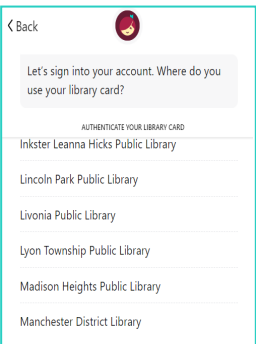 Back
Let's sign into your account. Where do you
use your library card?
AUTHENTICATE YOUR LIBRARY CARD
Inkster Leanna Hicks Public Library
Lincoln Park Public Library
Livonia Public Library
Lyon Township Public Library
Madison Heights Public Library
Manchester District Library